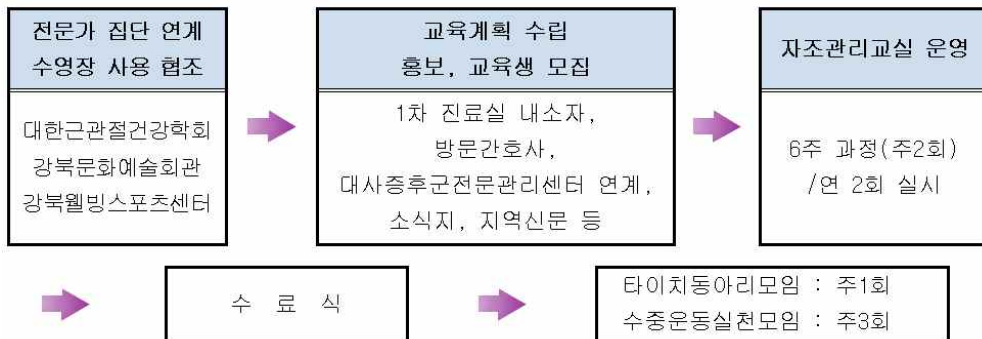 전문가 집단 연계
수영장 사용 협조
대한근관절건강학회
강북문화예술회관
강북웰빙스포츠센터
교육계획 수립
홍보, 교육생 모집
1차 진료실 내소자,
방문간호사,
대사증후군전문관리센터 연계,
소식지, 지역신문 등
자조관리교실 운영
6주 과정(주2회)
/연 2회 실시
수 료 식
타이치동아리모임 : 주1회
수중운동실천모임 : 주3회